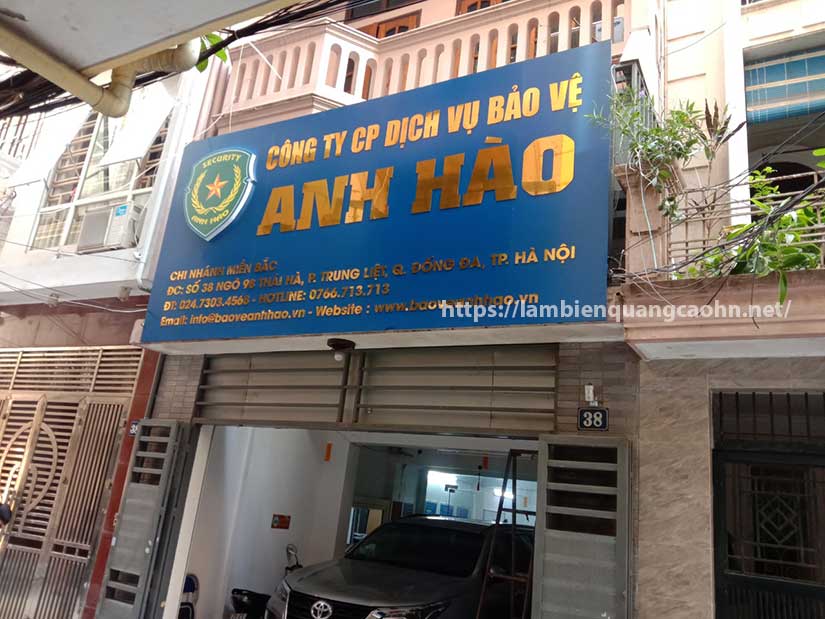 CÔNG TY CP DỊCH VỤ BẢO VỆ
ANH HÀO
SECURITY
ANH HÀO
CHI NHÁNH MIỀN BẮC
ĐC: SỐ 38 NGÕ 98 THÁI HÀ, P. TRUNG LIỆT, Q. ĐỐNG ĐA, TP. HÀ NỘI
ĐT: 024.7303.4568 - HOTLINE: 0766.713.713
Email: info@baoveanhhao.vn - Website : www.baoveanhhao.vn
https://lambienquangcaohn.net/
38